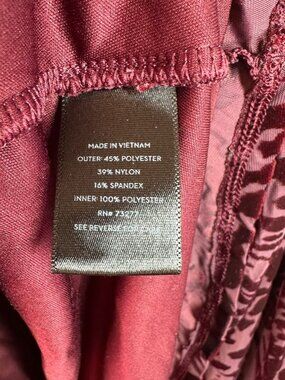 MADE IN VIETNAM
OUTER: 45% POLYESTER
39% NYLON
16% SPANDEX
INNER: 100% POLYESTER
RN# 73277
SEE REVERSE FOR CARE